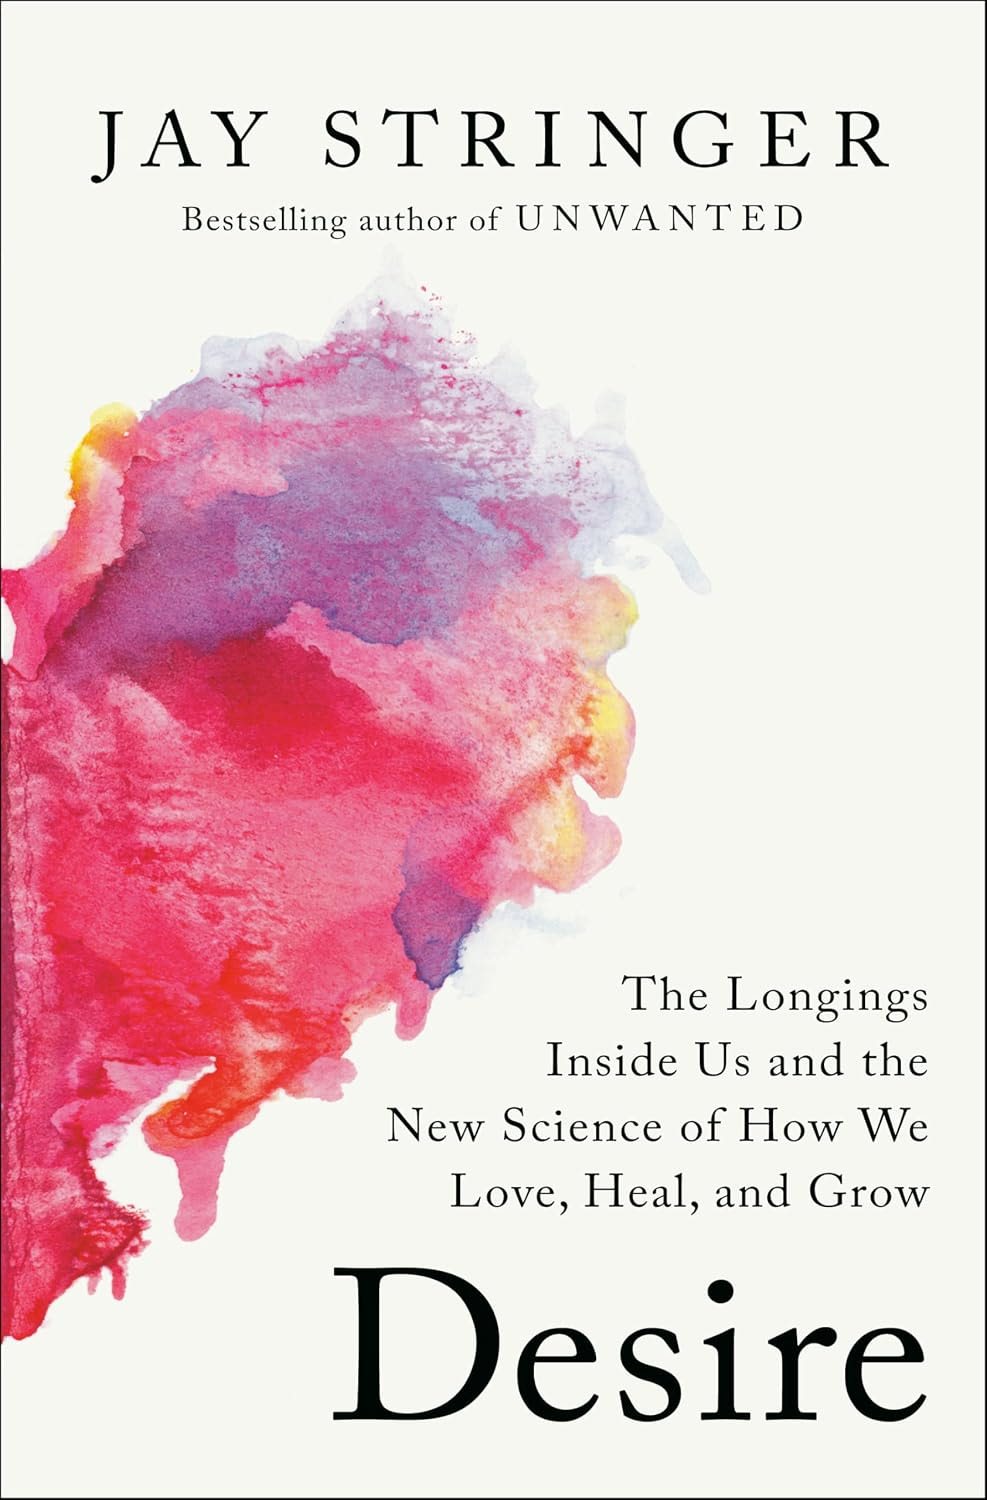 JAY STRINGER
Bestselling author of UNWANTED
The Longings
Inside Us and the
New Science of How We
Love, Heal, and Grow
Desire